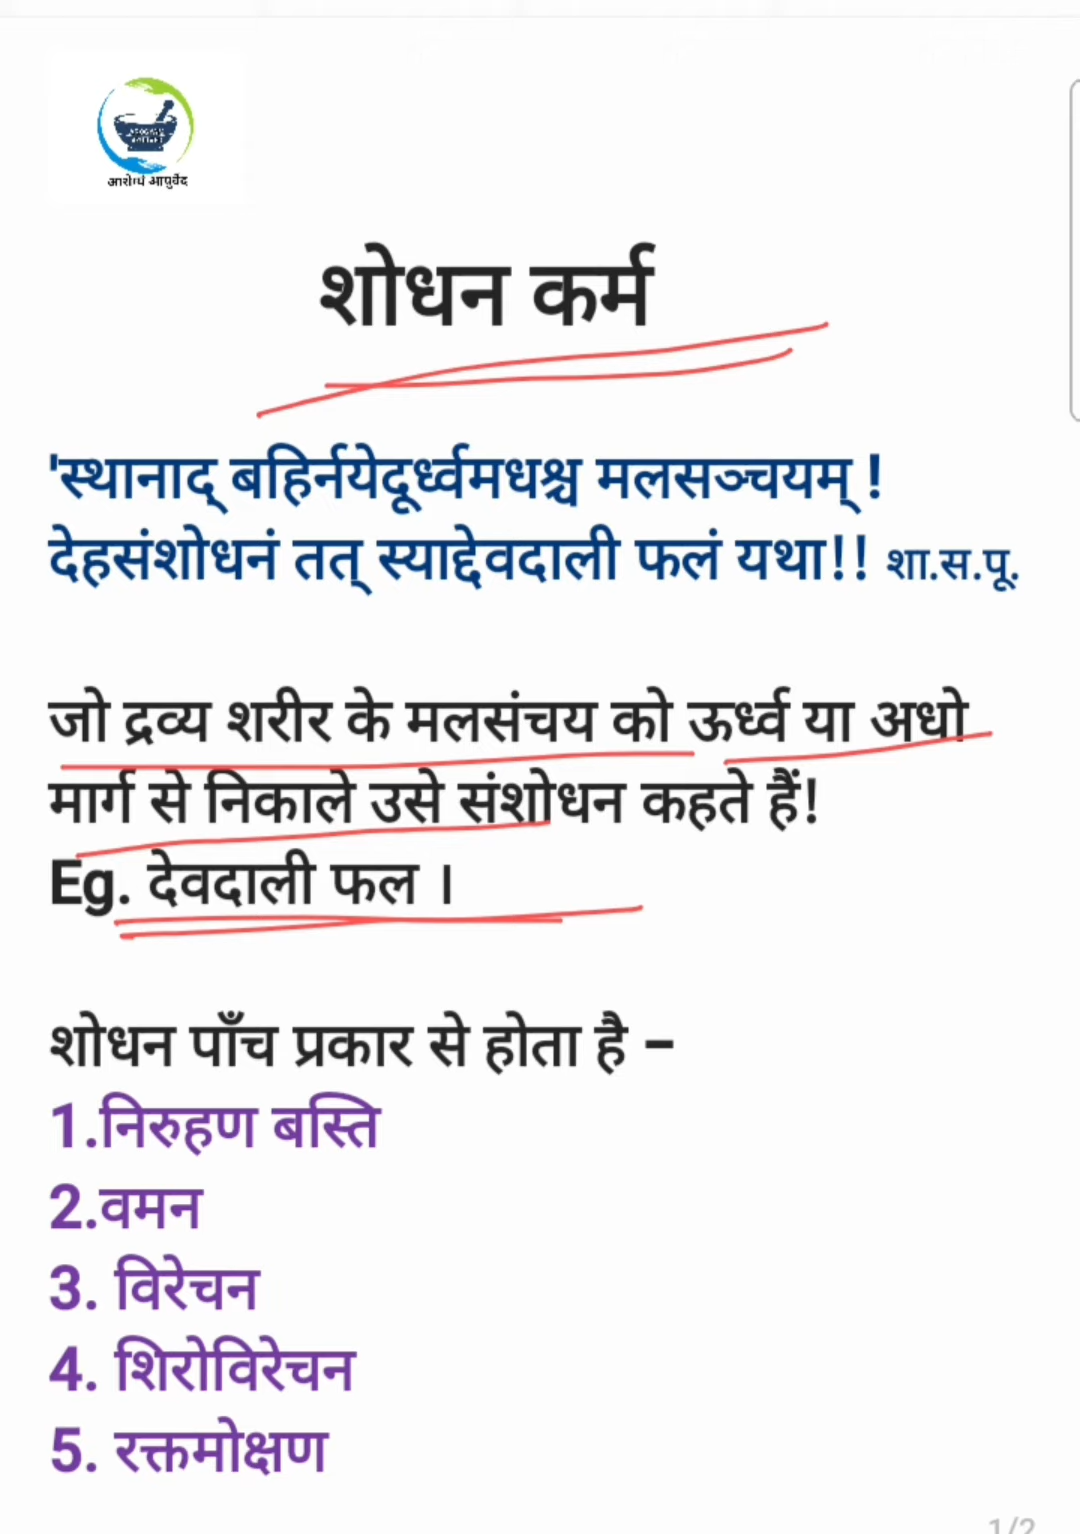 आरोग्यं आयुर्वेद
शोधन कर्म
'स्थानाद् बहिर्नयेदूर्ध्वमधश्च मलसञ्चयम् !
देहसंशोधनं तत् स्याद्देवदाली फलं यथा!! शा.स.पू.
जो द्रव्य शरीर के मलसंचय को ऊर्ध्व या अधो
मार्ग से निकाले उसे संशोधन कहते हैं!
Eg. देवदाली फल ।
शोधन पाँच प्रकार से होता है –
1.निरुहण बस्ति
2.वमन
3. विरेचन
4. शिरोविरेचन
5. रक्तमोक्षण
1/2